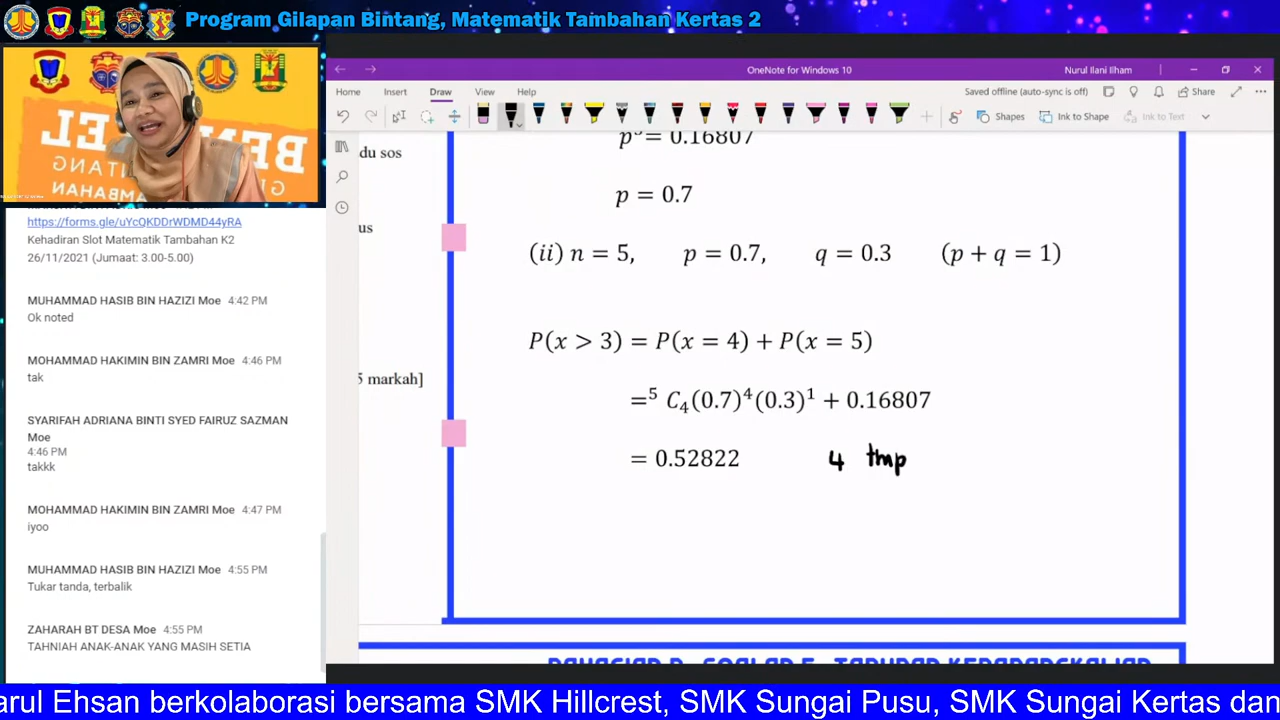 Program Gilapan Bintang, Matematik Tambahan Kertas 2
OneNote for Windows 10
Nurul Ilani Ilham
Home Insert Draw View Help
Saved offline (auto-sync is off)
Share
Shapes
Ink to Shape
Ink to Text
https://forms.gle/uYcQKDDrWDMD44yRA
Kehadiran Slot Matematik Tambahan K2
26/11/2021 (Jumaat: 3.00-5.00)
MUHAMMAD HASIB BIN HAZIZI Moe 4:42 PM
Ok noted
MOHAMMAD HAKIMIN BIN ZAMRI Moe 4:46 PM
tak
SYARIFAH ADRIANA BINTI SYED FAIRUZ SAZMAN
Moe
4:46 PM
takkk
MOHAMMAD HAKIMIN BIN ZAMRI Moe 4:47 PM
iyoo
MUHAMMAD HASIB BIN HAZIZI Moe 4:55 PM
Tukar tanda, terbalik
ZAHARAH BT DESA Moe 4:55 PM
TAHNIAH ANAK-ANAK YANG MASIH SETIA
du sos
us
5 markah]
p⁵ = 0.16807
p = 0.7
(ii) n = 5, p = 0.7, q = 0.3 (p + q = 1)
P(x > 3) = P(x = 4) + P(x = 5)
=⁵ C₄(0.7)⁴(0.3)¹ + 0.16807
= 0.52822 4 tmp
arul Ehsan berkolaborasi bersama SMK Hillcrest, SMK Sungai Pusu, SMK Sungai Kertas dan